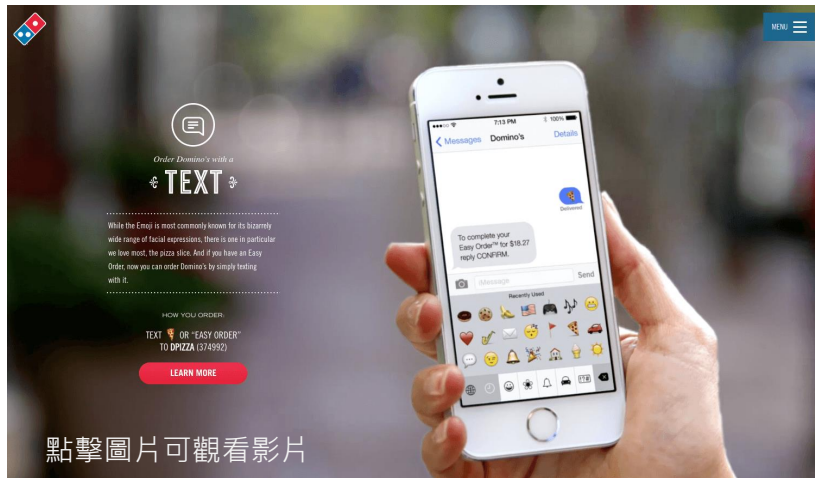 MENU
Order Domino's with a
TEXT
While the Emoji is most commonly known for its bizarrely
wide range of facial expressions, there is one in particular
we love most, the pizza slice. And if you have an Easy
Order, now you can order Domino's by simply texting
with it.
HOW YOU ORDER:
TEXT 🍕 OR "EASY ORDER"
TO DPIZZA (374992)
LEARN MORE
7:13 PM
100%
Messages
Domino's
Details
Delivered
To complete your
Easy Order™ for $18.27
reply CONFIRM.
iMessage
Send
Recently Used
點擊圖片可觀看影片